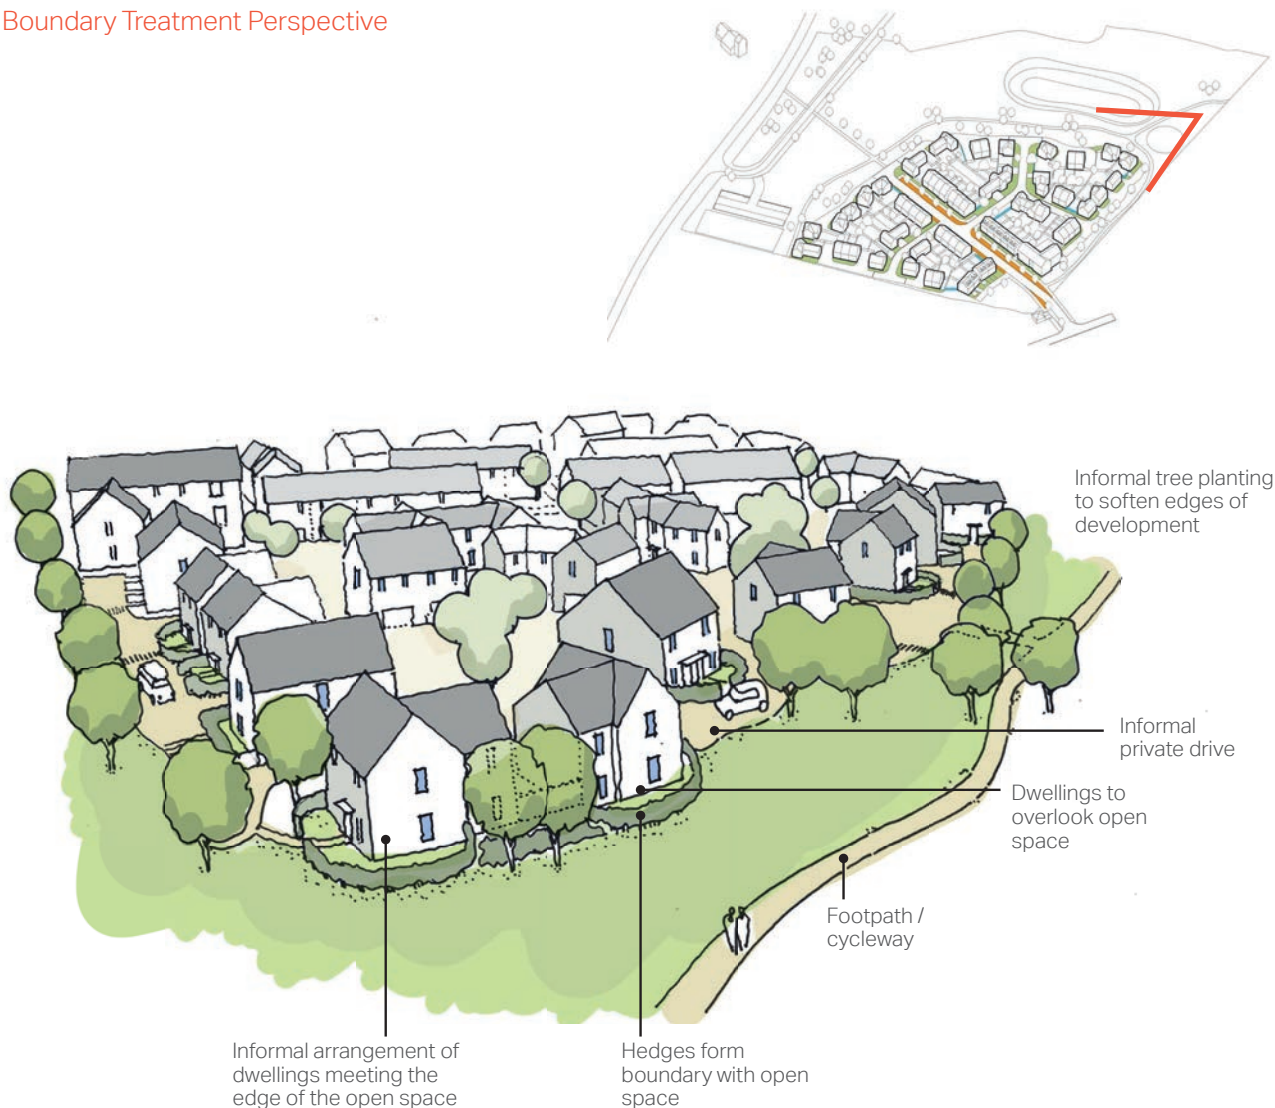 Boundary Treatment Perspective
Informal tree planting
to soften edges of
development
Informal
private drive
Dwellings to
overlook open
space
Footpath /
cycleway
Informal arrangement of
dwellings meeting the
edge of the open space
Hedges form
boundary with open
space